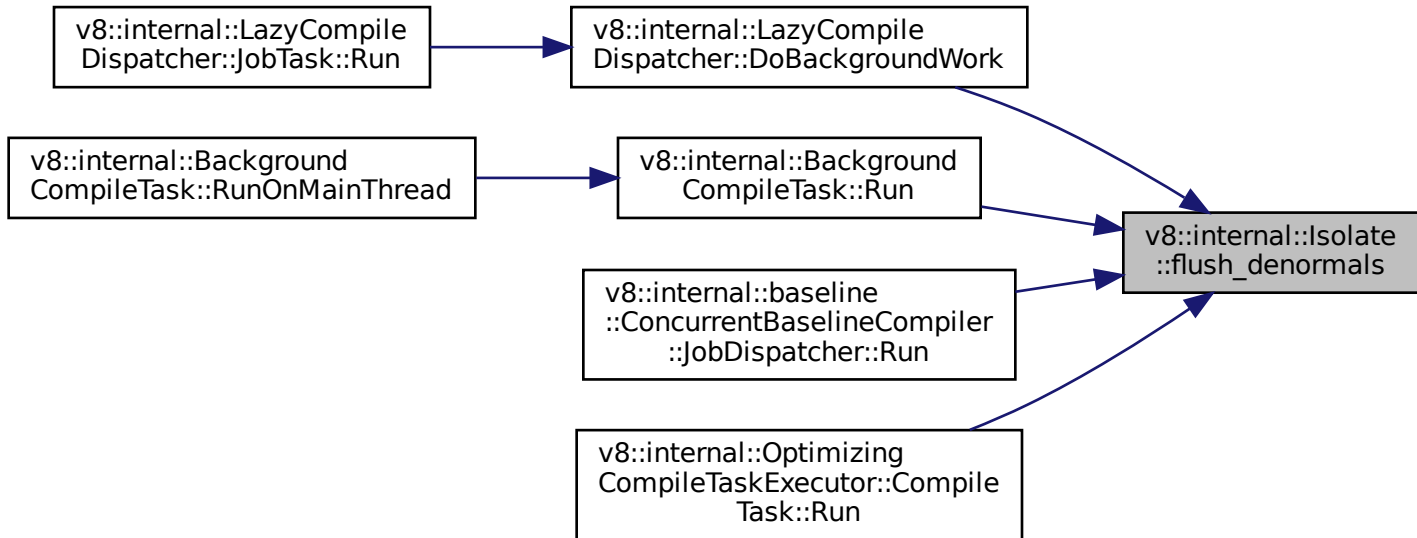 v8::internal::LazyCompile
Dispatcher::JobTask::Run
v8::internal::LazyCompile
Dispatcher::DoBackgroundWork
v8::internal::Background
CompileTask::RunOnMainThread
v8::internal::Background
CompileTask::Run
v8::internal::Isolate
::flush_denormals
v8::internal::baseline
::ConcurrentBaselineCompiler
::JobDispatcher::Run
v8::internal::Optimizing
CompileTaskExecutor::Compile
Task::Run